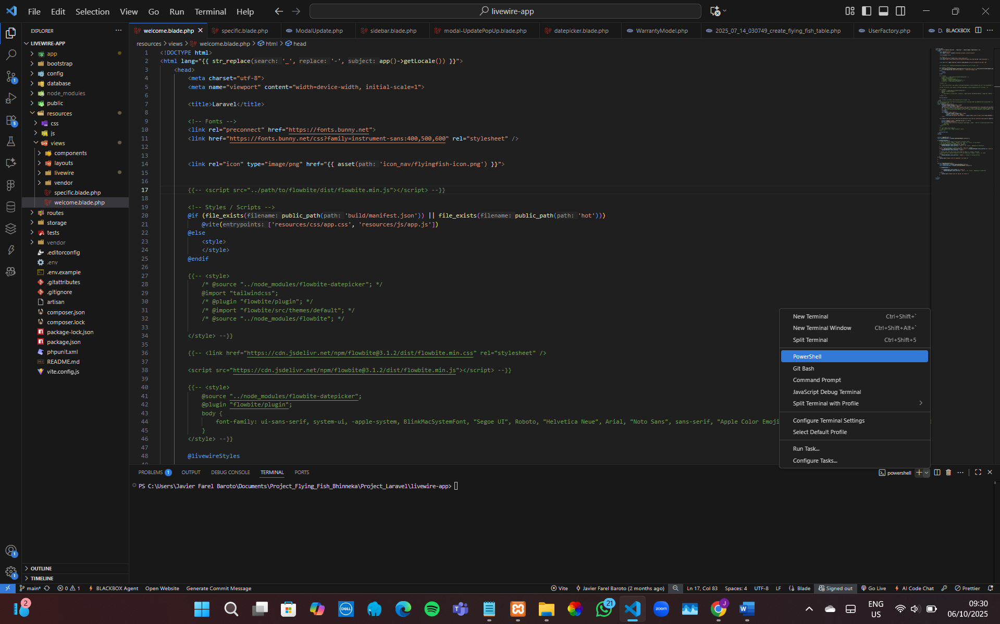 File Edit Selection View Go Run Terminal Help
livewire-app
EXPLORER
LIVEWIRE-APP
app
bootstrap
config
database
node_modules
public
resources
css
js
views
components
layouts
livewire
vendor
specific.blade.php
welcome.blade.php
routes
storage
tests
vendor
.editorconfig
.env
.env.example
.gitattributes
.gitignore
artisan
composer.json
composer.lock
package-lock.json
package.json
phpunit.xml
README.md
vite.config.js
OUTLINE
TIMELINE
1
5
1
1
welcome.blade.php specific.blade.php ModalUpdate.php sidebar.blade.php modal-UpdatePopUp.blade.php datepicker.blade.php WarrantyModel.php 2025_07_14_030749_create_flying_fish_table.php UserFactory.php D. BLACKBOX
resources > views > welcome.blade.php > html > head
1 <!DOCTYPE html>
2 <html lang="{{ str_replace(search: '_', replace: '-', subject: app()->getLocale()) }}">
3 <head>
4 <meta charset="utf-8">
5 <meta name="viewport" content="width=device-width, initial-scale=1">
6
7 <title>Laravel</title>
8
9 <!-- Fonts -->
10 <link rel="preconnect" href="https://fonts.bunny.net">
11 <link href="https://fonts.bunny.net/css?family=instrument-sans:400,500,600" rel="stylesheet" />
12
13
14 <link rel="icon" type="image/png" href="{{ asset(path: 'icon_nav/flyingfish-icon.png') }}">
15
16
17 {{-- <script src="../path/to/flowbite/dist/flowbite.min.js"></script> --}}
18
19 <!-- Styles / Scripts -->
20 @if (file_exists(filename: public_path(path: 'build/manifest.json')) || file_exists(filename: public_path(path: 'hot')))
21 @vite(entrypoints: ['resources/css/app.css', 'resources/js/app.js'])
22 @else
23 <style>
24 </style>
25 @endif
26
27 {{-- <style>
28 /* @source "../node_modules/flowbite-datepicker"; */
29 @import "tailwindcss";
30 /* @plugin "flowbite/plugin"; */
31 /* @import "flowbite/src/themes/default"; */
32 /* @source "../node_modules/flowbite"; */
33
34 </style> --}}
35
36 {{-- <link href="https://cdn.jsdelivr.net/npm/flowbite@3.1.2/dist/flowbite.min.css" rel="stylesheet" />
37
38 <script src="https://cdn.jsdelivr.net/npm/flowbite@3.1.2/dist/flowbite.min.js"></script> --}}
39
40 {{-- <style>
41 @source "../node_modules/flowbite-datepicker";
42 @plugin "flowbite/plugin";
43 body {
44 font-family: ui-sans-serif, system-ui, -apple-system, BlinkMacSystemFont, "Segoe UI", Roboto, "Helvetica Neue", Arial, "Noto Sans", sans-serif, "Apple Color Emoji
45 }
46 </style> --}}
47
48 @livewireStyles
New Terminal Ctrl+Shift+`
New Terminal Window Ctrl+Shift+Alt+`
Split Terminal Ctrl+Shift+5
PowerShell
Git Bash
Command Prompt
JavaScript Debug Terminal
Split Terminal with Profile
Configure Terminal Settings
Select Default Profile
Run Task...
Configure Tasks...
PROBLEMS 1 OUTPUT DEBUG CONSOLE TERMINAL PORTS powershell
PS C:\Users\Javier Farel Baroto\Documents\Project_Flying_Fish_Bhinneka\Project_Laravel\livewire-app>
main* 0 1 BLACKBOX Agent Open Website Generate Commit Message Vite Javier Farel Baroto (2 months ago) Ln 17, Col 83 Spaces: 4 UTF-8 LF Blade Signed out Go Live AI Code Chat Prettier
2
DELL
21
zoom
J
ENG
US
09:30
06/10/2025